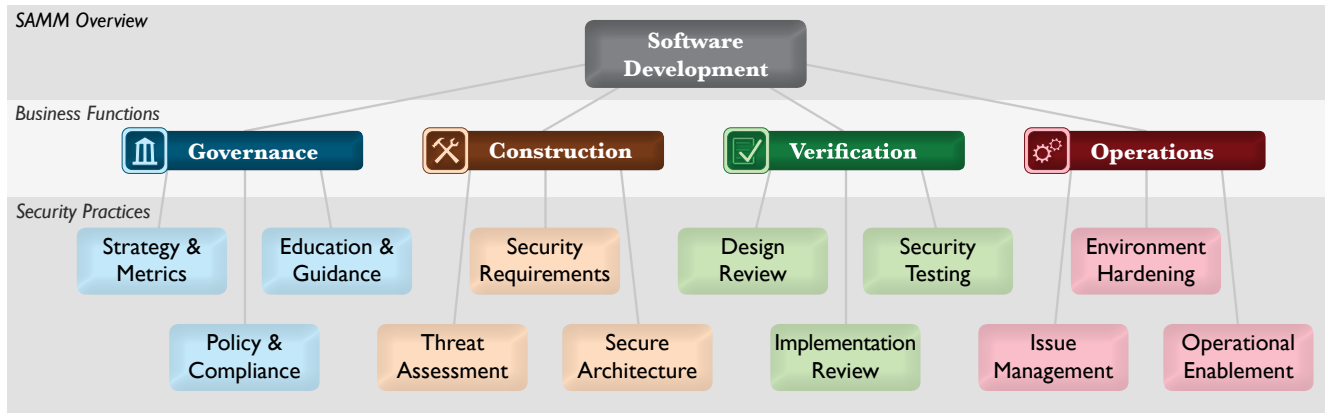 SAMM Overview
Software
Development
Business Functions
Governance
Construction
Verification
Operations
Security Practices
Strategy &
Metrics
Education &
Guidance
Security
Requirements
Design
Review
Security
Testing
Environment
Hardening
Policy &
Compliance
Threat
Assessment
Secure
Architecture
Implementation
Review
Issue
Management
Operational
Enablement